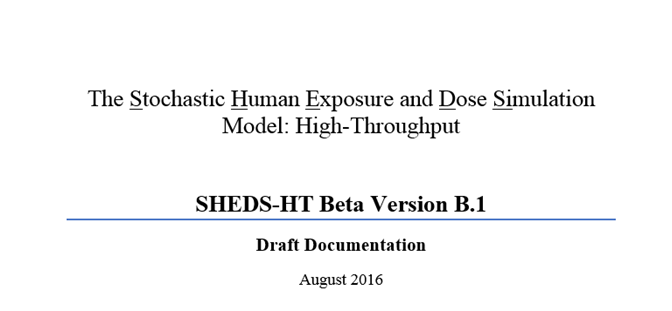 The Stochastic Human Exposure and Dose Simulation
Model: High-Throughput
SHEDS-HT Beta Version B.1
Draft Documentation
August 2016